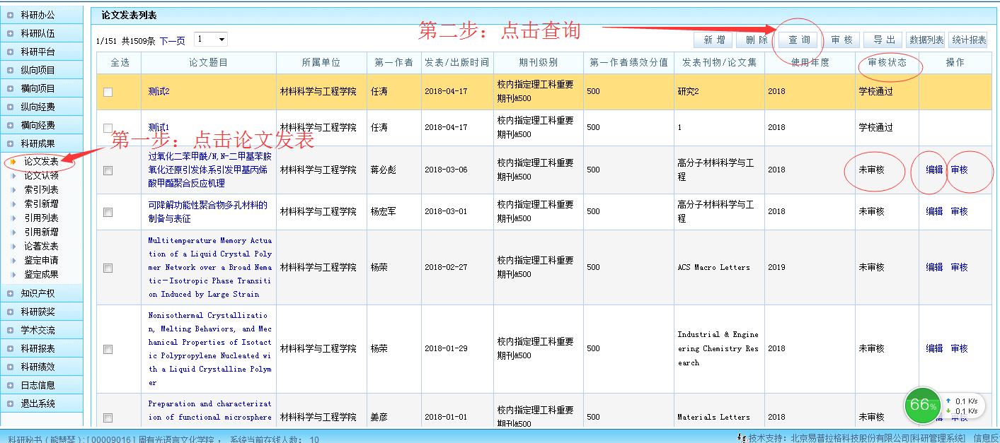 科研办公
科研队伍
科研平台
纵向项目
横向项目
纵向经费
横向经费
科研成果
论文发表
论文认领
索引列表
索引新增
引用列表
引用新增
论著发表
鉴定申请
鉴定成果
知识产权
科研获奖
学术交流
科研报表
科研绩效
日志信息
退出系统
论文发表列表
第二步：点击查询
1/151 共1509条 下一页 1
新 增 删 除 查 询 审 核 导 出 数据列表 统计报表
全选 论文题目 所属单位 第一作者 发表/出版时间 期刊级别 第一作者绩效分值 发表刊物/论文集 使用年度 审核状态 操作
测试2 材料科学与工程学院 任涛 2018-04-17 校内指定理工科重要 500 研究2 2018 学校通过
期刊&500
测试1 材料科学与工程学院 任涛 2018-04-17 校内指定理工科重要 500 1 2018 学校通过
期刊&500
第一步：点击论文发表
过氧化二苯甲酰/N,N-二甲基苯胺
氧化还原引发体系引发甲基丙烯
酸甲酯聚合反应机理
材料科学与工程学院 蒋必彪 2018-03-06
校内指定理工科重要
期刊&500
500
高分子材料科学与工
程
2018 未审核 编辑 审核
可降解功能性聚合物多孔材料的
制备与表征
材料科学与工程学院 杨宏军 2018-03-01
校内指定理工科重要
期刊&500
500
高分子材料科学与工
程
2018 未审核 编辑 审核
Multitemperature Memory Actua
tion of a Liquid Crystal Poly
mer Network over a Broad Nema
tic−Isotropic Phase Transiti
on Induced by Large Strain
材料科学与工程学院 杨荣 2018-02-27
校内指定理工科重要
期刊&500
500 ACS Macro Letters 2019 未审核 编辑 审核
Nonisothermal Crystallizatio
n, Melting Behaviors, and Mec
hanical Properties of Isotact
ic Polypropylene Nucleated wi
th a Liquid Crystalline Polym
er
材料科学与工程学院 杨荣 2018-01-29
校内指定理工科重要
期刊&500
500
Industrial & Engine
ering Chemistry Res
earch
2018 未审核 编辑 审核
Preparation and characterizat
ion of functional microsphere
材料科学与工程学院 姜彦 2018-01-01
校内指定理工科重要
期刊&500
500 Materials Letters 2018 未审核
66%
0.1 K/s
0.1 K/s
科研秘书(熊慧琴):[00009016]周有光语言文化学院， 系统当前在线人数： 10
技术支持：北京易普拉格科技股份有限公司[科研管理系统] 信息反